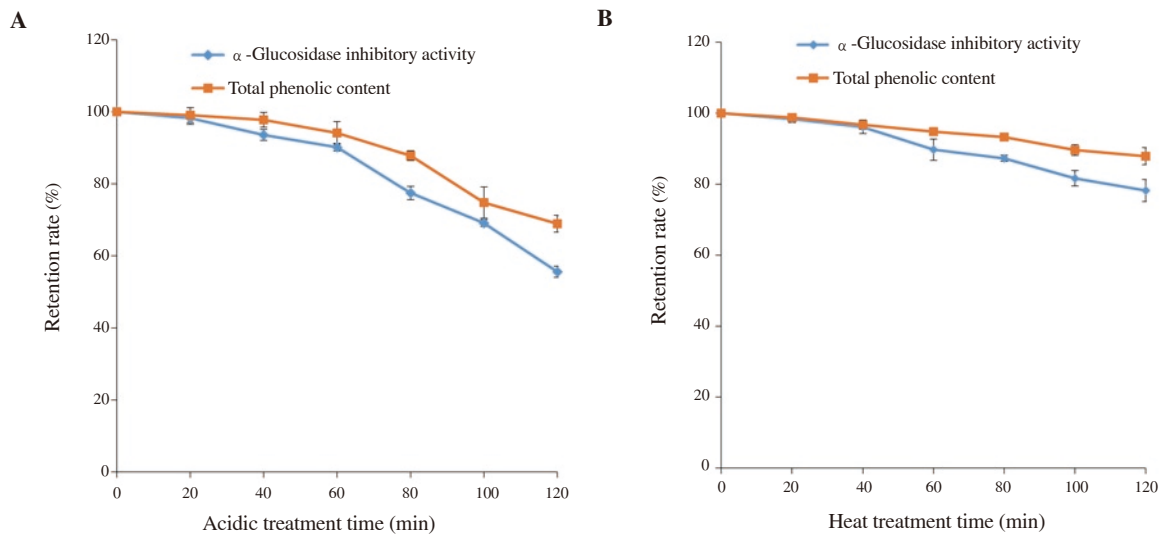 A
α-Glucosidase inhibitory activity
Total phenolic content
Retention rate (%)
120
100
80
60
40
20
0
0 20 40 60 80 100 120
Acidic treatment time (min)
B
α-Glucosidase inhibitory activity
Total phenolic content
Retention rate (%)
120
100
80
60
40
20
0
0 20 40 60 80 100 120
Heat treatment time (min)